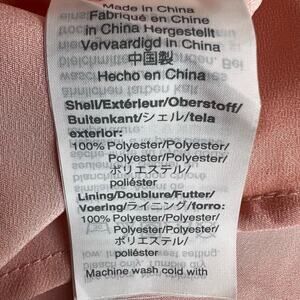 Made in China
Fabriqué en Chine
in China Hergestellt
Vervaardigd in China
中国製
Hecho en China
Shell/Extérieur/Oberstoff/
Buitenkant/シェル/tela
exterior:
100% Polyester/Polyester/
Polyester/Polyester/
ポリエステル/
poliéster
Lining/Doublure/Futter/
Voering/ライニング/forro:
100% Polyester/Polyester/
Polyester/Polyester/
ポリエステル/
poliéster
Machine wash cold with